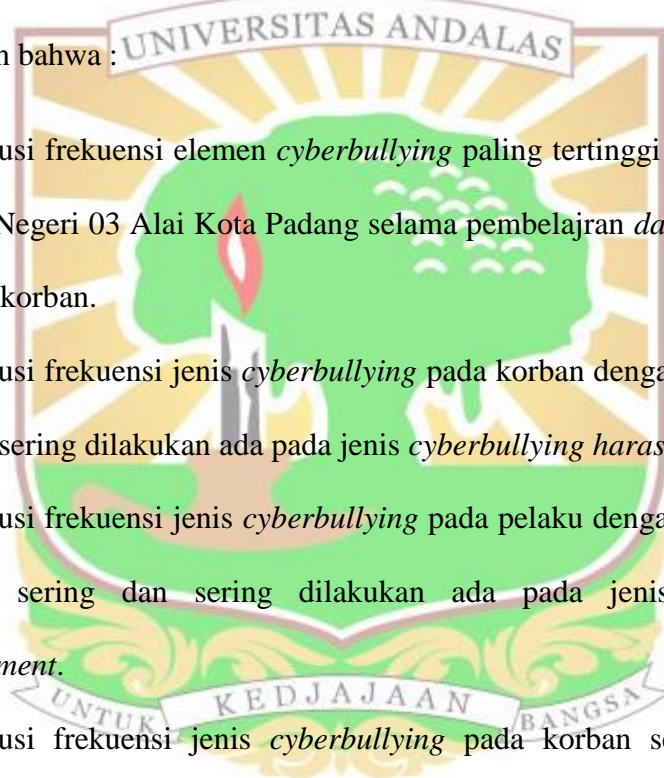 n bahwa :
UNIVERSITAS ANDALAS
usi frekuensi elemen cyberbullying paling tertinggi
Negeri 03 Alai Kota Padang selama pembelajran da
korban.
usi frekuensi jenis cyberbullying pada korban denga
sering dilakukan ada pada jenis cyberbullying haras
usi frekuensi jenis cyberbullying pada pelaku denga
sering dan sering dilakukan ada pada jenis
ment.
UNTUK KEDJAJAAN BANGSA
usi frekuensi jenis cyberbullying pada korban se